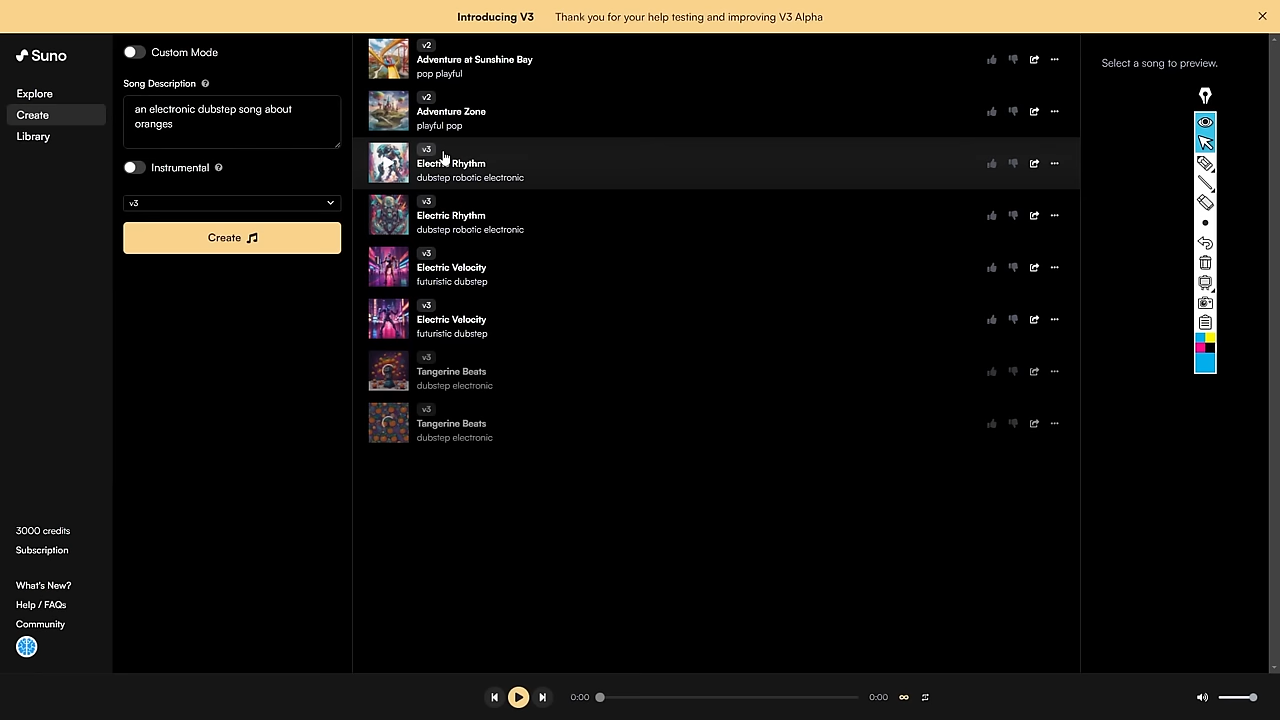 Introducing V3 Thank you for your help testing and improving V3 Alpha
Suno
Explore
Create
Library
3000 credits
Subscription
What's New?
Help / FAQs
Community
Custom Mode
Song Description
an electronic dubstep song about
oranges
Instrumental
v3
Create
v2
Adventure at Sunshine Bay
pop playful
v2
Adventure Zone
playful pop
v3
Electric Rhythm
dubstep robotic electronic
v3
Electric Rhythm
dubstep robotic electronic
v3
Electric Velocity
futuristic dubstep
v3
Electric Velocity
futuristic dubstep
v3
Tangerine Beats
dubstep electronic
v3
Tangerine Beats
dubstep electronic
Select a song to preview.
0:00 0:00